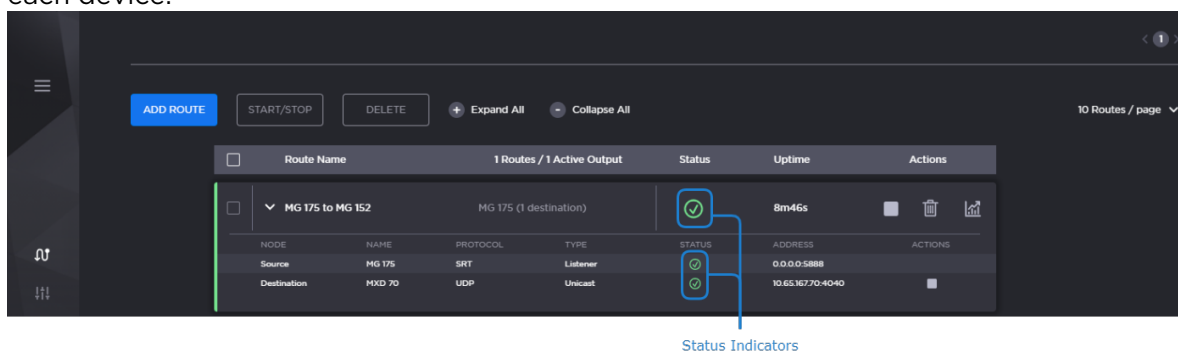 each device.
< 1 >
ADD ROUTE START/STOP DELETE + Expand All - Collapse All 10 Routes / page
Route Name 1 Routes / 1 Active Output Status Uptime Actions
MG 175 to MG 152 MG 175 (1 destination) 8m46s
NODE NAME PROTOCOL TYPE STATUS ADDRESS ACTIONS
Source MG 175 SRT Listener 0.0.0.0:5888
Destination MXD 70 UDP Unicast 10.65.167.70:4040
Status Indicators